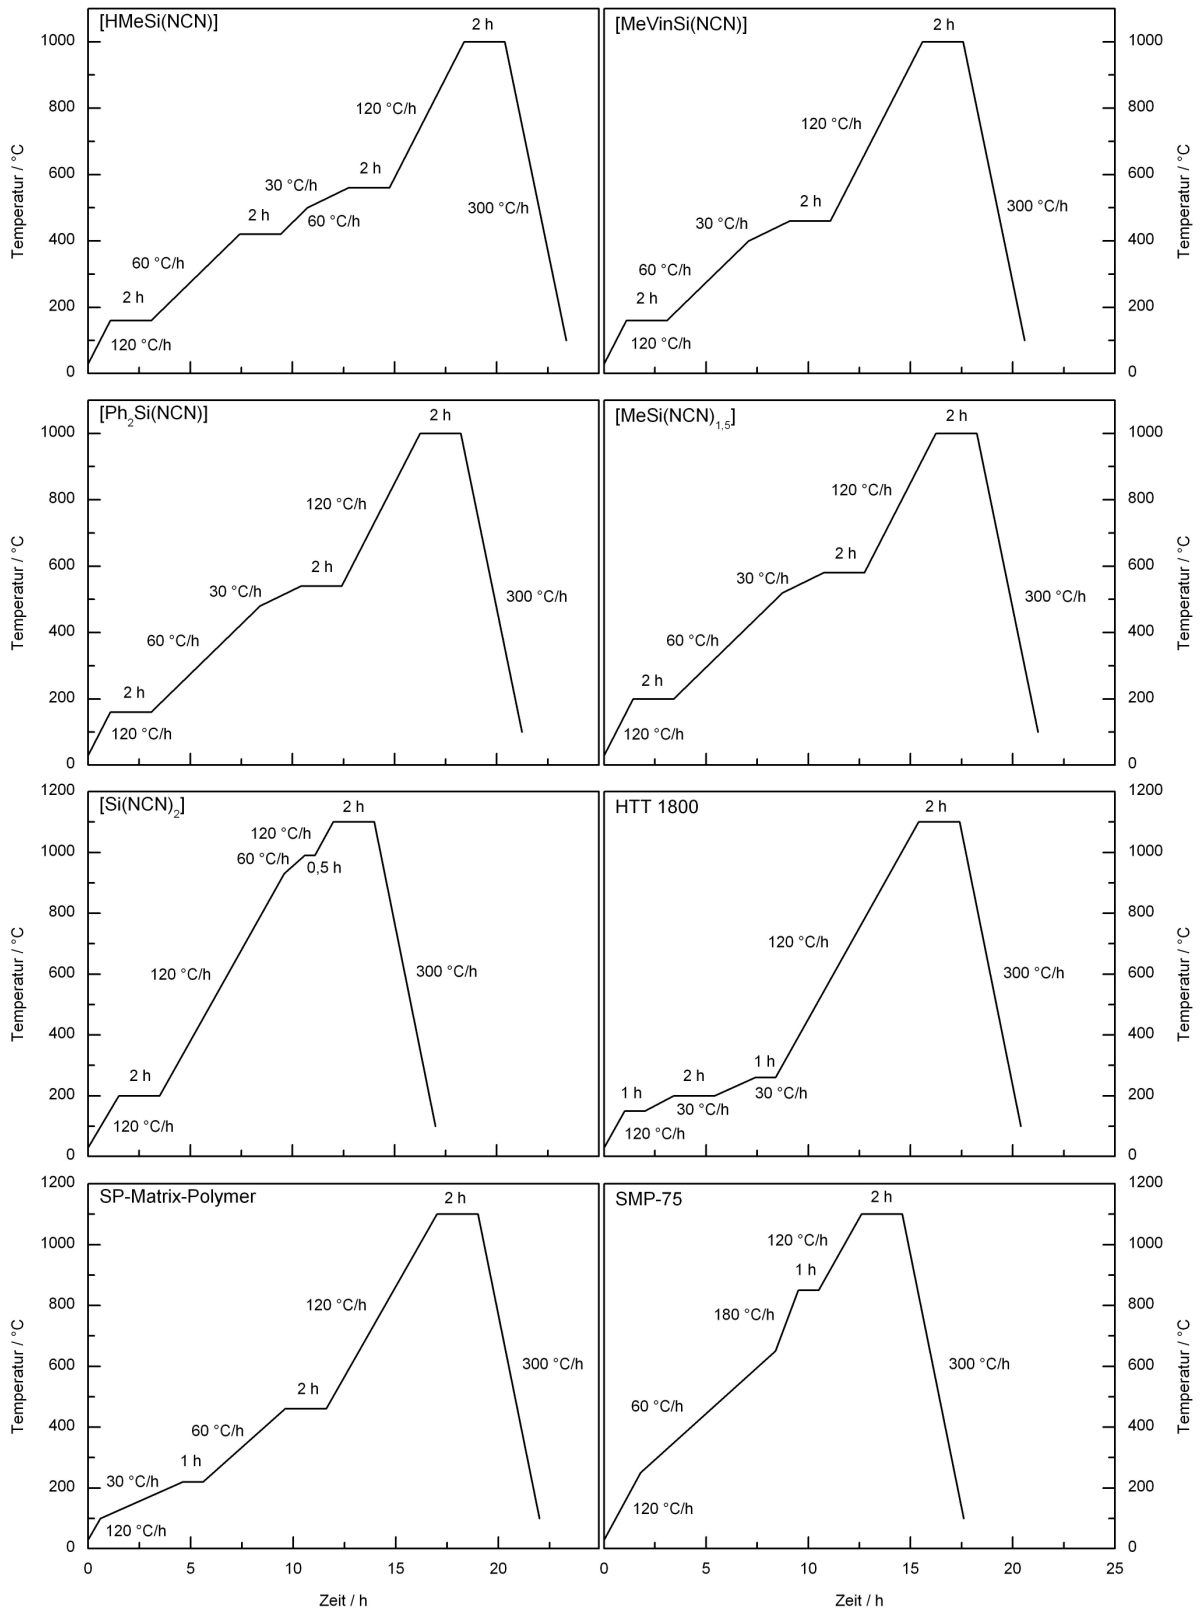 [HMeSi(NCN)]
2 h
1000
120 °C/h
800
2 h
600
30 °C/h
2 h
60 °C/h
300 °C/h
400
60 °C/h
2 h
200
120 °C/h
0
Temperatur / °C
[MeVinSi(NCN)]
2 h
1000
120 °C/h
800
600
2 h
30 °C/h
300 °C/h
400
60 °C/h
2 h
200
120 °C/h
0
Temperatur / °C
[Ph2Si(NCN)]
2 h
1000
120 °C/h
800
2 h
600
30 °C/h
300 °C/h
60 °C/h
400
2 h
200
120 °C/h
0
Temperatur / °C
[MeSi(NCN)1,5]
2 h
1000
120 °C/h
800
2 h
600
30 °C/h
300 °C/h
60 °C/h
400
2 h
200
120 °C/h
0
Temperatur / °C
1200
[Si(NCN)2]
2 h
120 °C/h
60 °C/h
0,5 h
1000
800
120 °C/h
300 °C/h
600
400
2 h
200
120 °C/h
0
Temperatur / °C
HTT 1800
2 h
1200
1000
120 °C/h
800
300 °C/h
600
400
1 h
2 h
1 h
30 °C/h
30 °C/h
200
120 °C/h
0
Temperatur / °C
1200
SP-Matrix-Polymer
2 h
1000
120 °C/h
800
300 °C/h
600
2 h
60 °C/h
400
1 h
30 °C/h
200
120 °C/h
0
Temperatur / °C
0 5 10 15 20
Zeit / h
SMP-75
2 h
1200
120 °C/h
1000
1 h
180 °C/h
800
300 °C/h
600
60 °C/h
400
200
120 °C/h
0
Temperatur / °C
0 5 10 15 20 25
Zeit / h